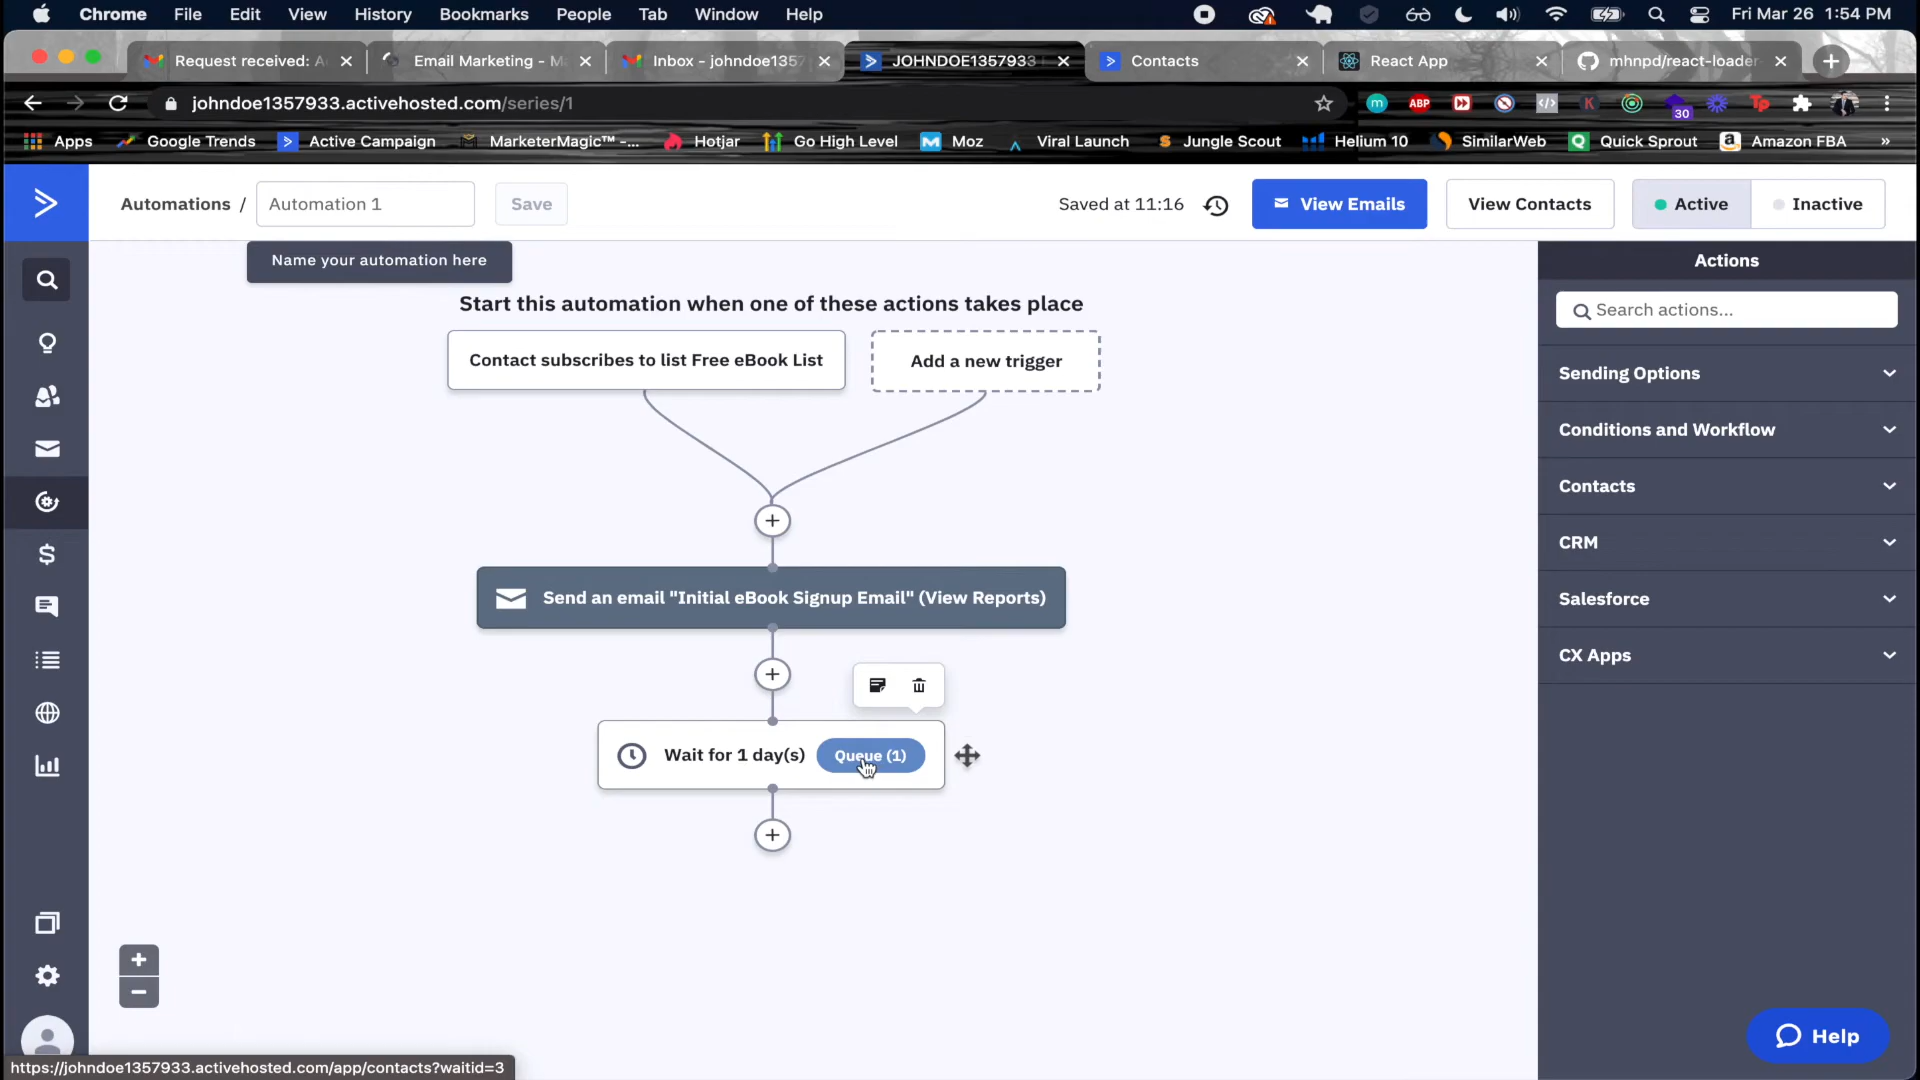 Chrome File Edit View History Bookmarks People Tab Window Help Fri Mar 26 1:54 PM
Request received: A Email Marketing - M Inbox - johndoe1357 JOHNDOE1357933 Contacts React App mhnpd/react-loader
johndoe1357933.activehosted.com/series/1 m ABP K 30 Tp
Apps Google Trends Active Campaign MarketerMagic™ -... Hotjar Go High Level Moz Viral Launch Jungle Scout Helium 10 SimilarWeb Quick Sprout Amazon FBA »
Automations / Automation 1 Save Saved at 11:16 View Emails View Contacts Active Inactive
Name your automation here
Actions
Start this automation when one of these actions takes place
Search actions...
Contact subscribes to list Free eBook List Add a new trigger
Sending Options
Conditions and Workflow
Contacts
CRM
Send an email "Initial eBook Signup Email" (View Reports)
Salesforce
CX Apps
Wait for 1 day(s) Queue (1)
Help
https://johndoe1357933.activehosted.com/app/contacts?waitid=3